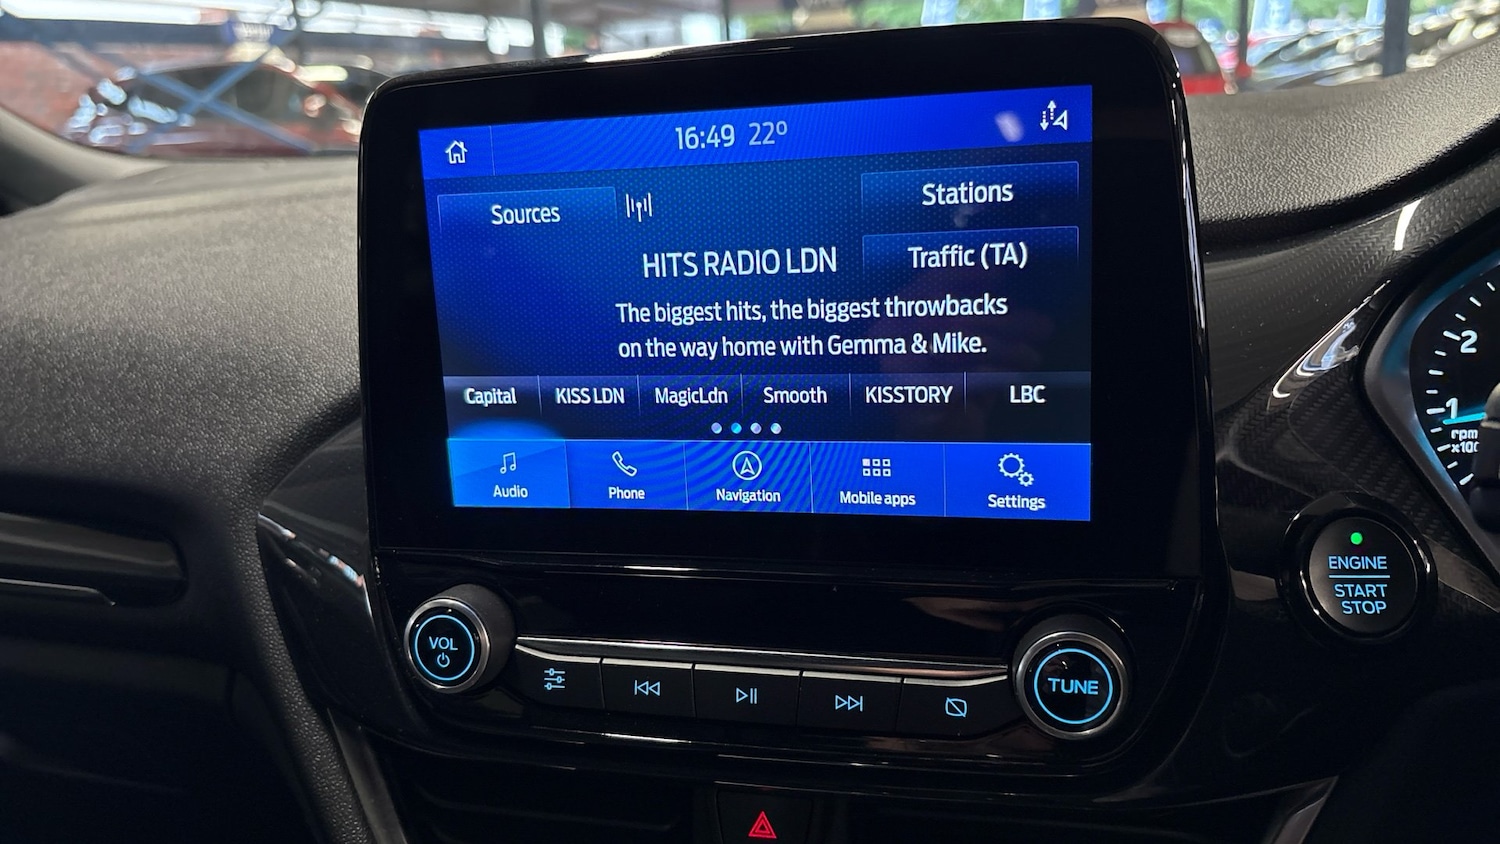 16:49 22º
Sources
Stations
HITS RADIO LDN
Traffic (TA)
The biggest hits, the biggest throwbacks
on the way home with Gemma & Mike.
Capital KISS LDN MagicLdn Smooth KISSTORY LBC
Audio Phone Navigation Mobile apps Settings
2
1
rpm
ENGINE
START
STOP
VOL
TUNE